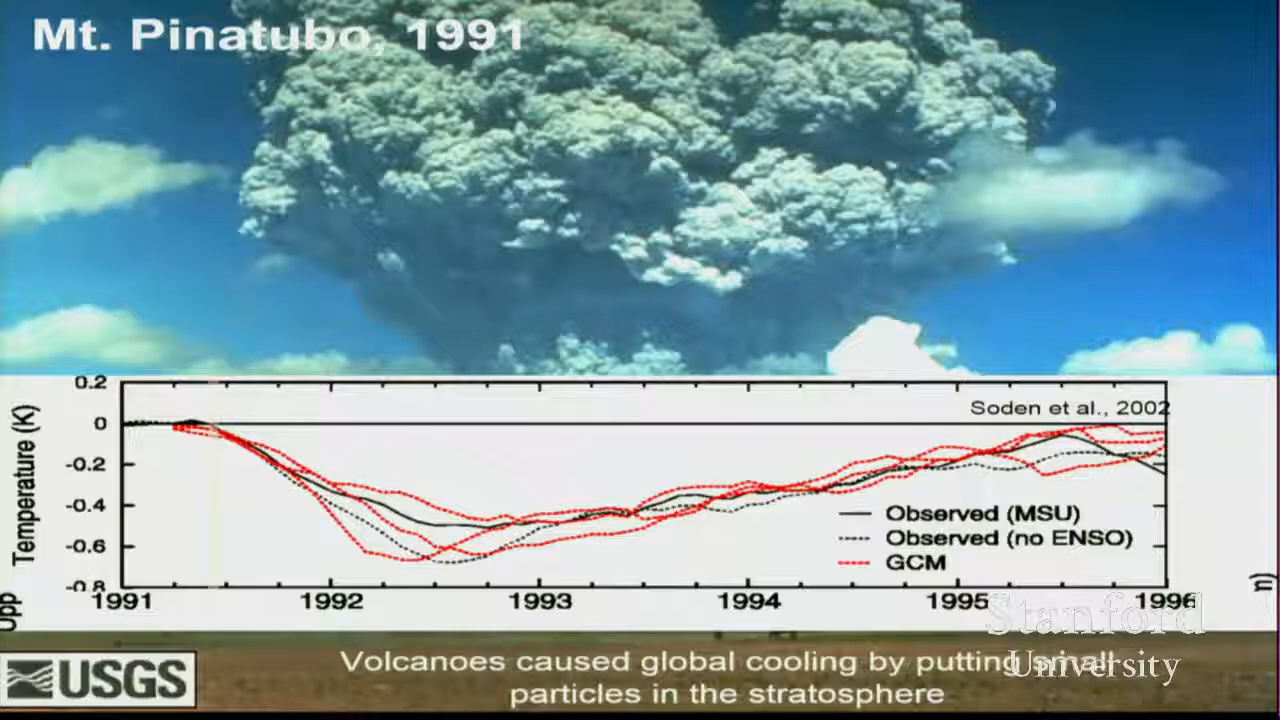 Mt. Pinatubo, 1991
0.2
0
-0.2
-0.4
-0.6
-0.8
Temperature (K)
Soden et al., 2002
Observed (MSU)
Observed (no ENSO)
GCM
1991
1992
1993
1994
1995
1996
Upp
n)
Stanford
University
USGS
Volcanoes caused global cooling by putting small
particles in the stratosphere